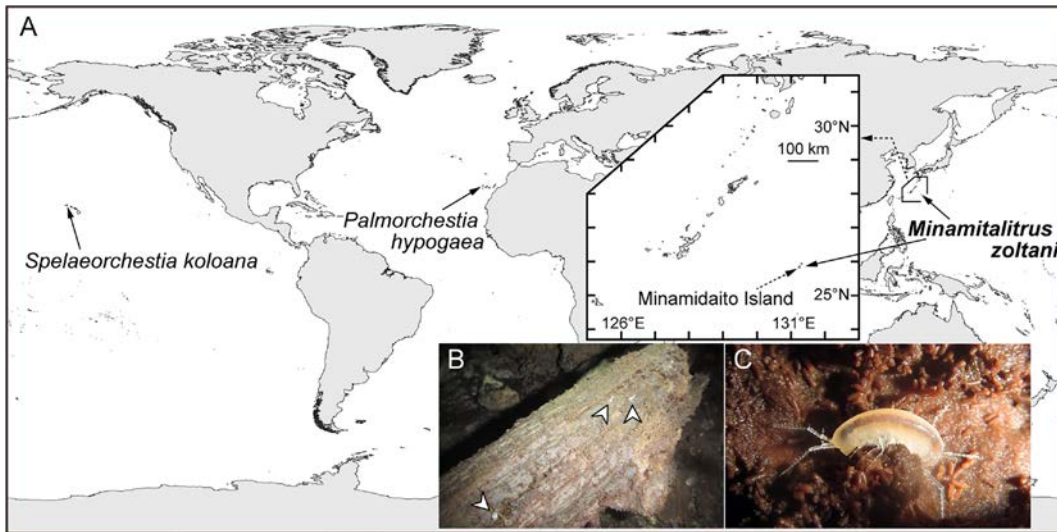 A
30°N
100 km
Palmorchestia
hypogaea
Minamitalitrus
zoltani
Spelaeorchestia koloana
Minamidaito Island
25°N
126°E
131°E
B
C